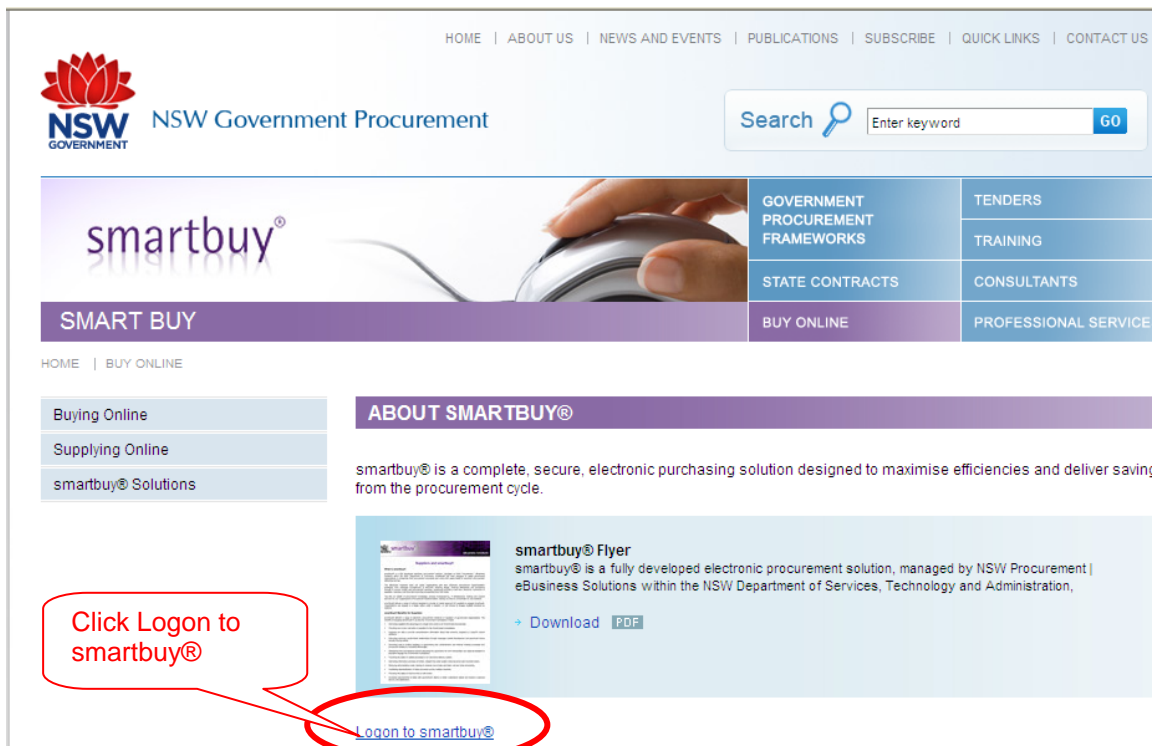 HOME | ABOUT US | NEWS AND EVENTS | PUBLICATIONS | SUBSCRIBE | QUICK LINKS | CONTACT US
NSW
GOVERNMENT
NSW Government Procurement
Search
Enter keyword
GO
smartbuy®
GOVERNMENT
PROCUREMENT
FRAMEWORKS
TENDERS
TRAINING
STATE CONTRACTS
CONSULTANTS
SMART BUY
BUY ONLINE
PROFESSIONAL SERVICE
HOME | BUY ONLINE
Buying Online
Supplying Online
smartbuy® Solutions
ABOUT SMARTBUY®
smartbuy® is a complete, secure, electronic purchasing solution designed to maximise efficiencies and deliver saving
from the procurement cycle.
smartbuy
smartbuy® Flyer
smartbuy® is a fully developed electronic procurement solution, managed by NSW Procurement |
eBusiness Solutions within the NSW Department of Services, Technology and Administration,
Download PDF
Click Logon to
smartbuy®
Logon to smartbuy®